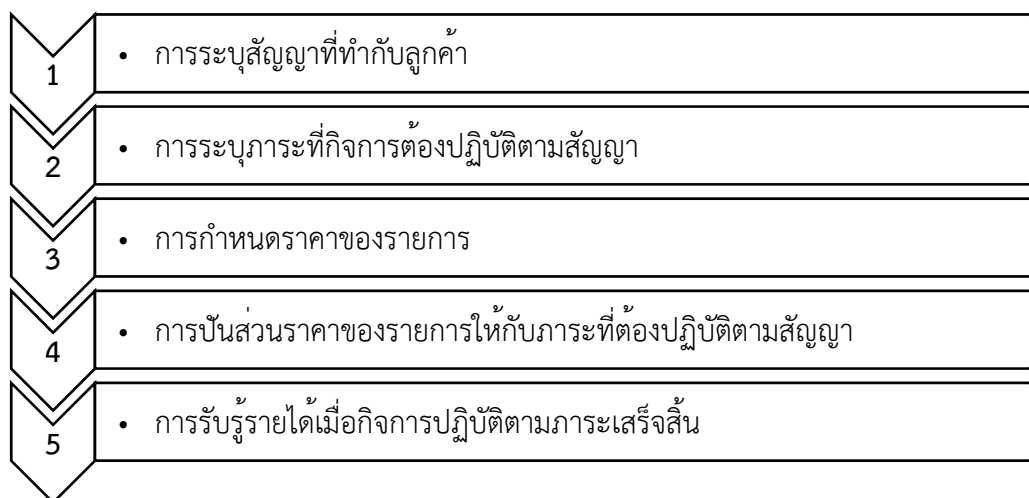 1 • การระบุสัญญาที่ทำกับลูกค้า
2 • การระบุภาระที่กิจการต้องปฏิบัติตามสัญญา
3 • การกำหนดราคาของรายการ
4 • การปันส่วนราคาของรายการให้กับภาระที่ต้องปฏิบัติตามสัญญา
5 • การรับรู้รายได้เมื่อกิจการปฏิบัติตามภาระเสร็จสิ้น